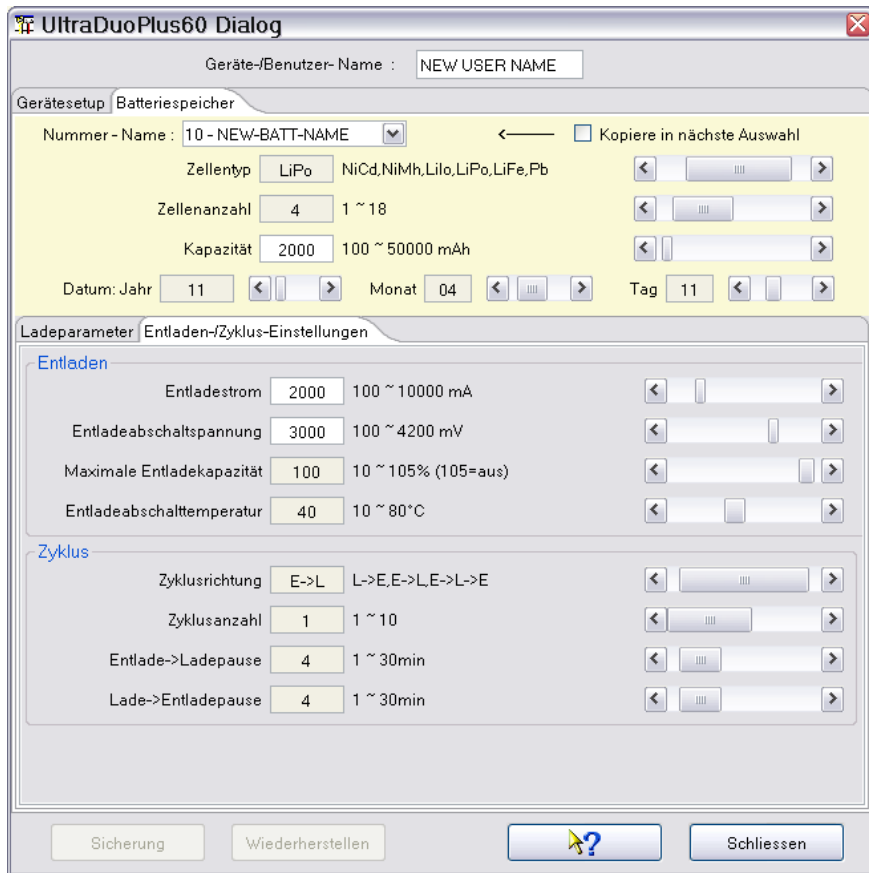 UltraDuoPlus60 Dialog
Geräte-/Benutzer- Name : NEW USER NAME
Gerätesetup Batteriespeicher
Nummer - Name : 10 - NEW-BATT-NAME <—— Kopiere in nächste Auswahl
Zellentyp LiPo NiCd,NiMh,LiIo,LiPo,LiFe,Pb
Zellenanzahl 4 1 ~ 18
Kapazität 2000 100 ~ 50000 mAh
Datum: Jahr 11 Monat 04 Tag 11
Ladeparameter Entladen-/Zyklus-Einstellungen
Entladen
Entladestrom 2000 100 ~ 10000 mA
Entladeabschaltspannung 3000 100 ~ 4200 mV
Maximale Entladekapazität 100 10 ~ 105% (105=aus)
Entladeabschalttemperatur 40 10 ~ 80°C
Zyklus
Zyklusrichtung E->L L->E,E->L,E->L->E
Zyklusanzahl 1 1 ~ 10
Entlade->Ladepause 4 1 ~ 30min
Lade->Entladepause 4 1 ~ 30min
Sicherung Wiederherstellen ? Schliessen